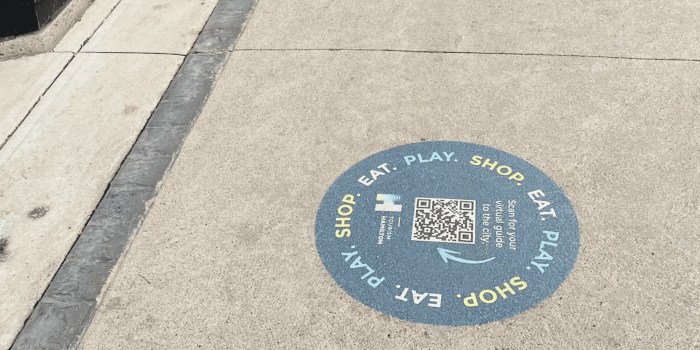 EAT. PLAY. SHOP. EAT. PLAY. SHOP. EAT. PLAY. SHOP.
TOURISM
HAMILTON
Scan for your
virtual guide
to the city.